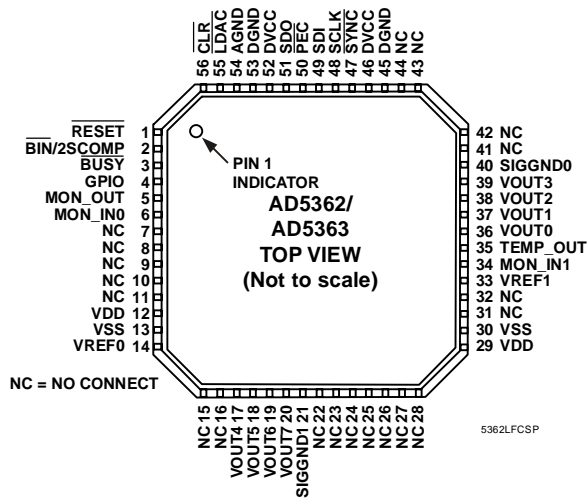 56 CLR
55 LDAC
54 AGND
53 DGND
52 DVCC
51 SDO
50 PEC
49 SDI
48 SCLK
47 SYNC
46 DVCC
45 DGND
44 NC
43 NC
RESET 1
BIN/2SCOMP 2
BUSY 3
GPIO 4
MON_OUT 5
MON_IN0 6
NC 7
NC 8
NC 9
NC 10
NC 11
VDD 12
VSS 13
VREF0 14
PIN 1
INDICATOR
AD5362/
AD5363
TOP VIEW
(Not to scale)
42 NC
41 NC
40 SIGGND0
39 VOUT3
38 VOUT2
37 VOUT1
36 VOUT0
35 TEMP_OUT
34 MON_IN1
33 VREF1
32 NC
31 NC
30 VSS
29 VDD
NC = NO CONNECT
NC 15
NC 16
VOUT4 17
VOUT5 18
VOUT6 19
VOUT7 20
SIGGND1 21
NC 22
NC 23
NC 24
NC 25
NC 26
NC 27
NC 28
5362LFCSP